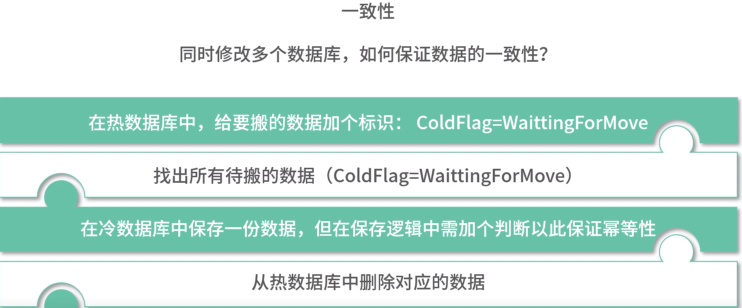 一致性
同时修改多个数据库，如何保证数据的一致性？
在热数据库中，给要搬的数据加个标识： ColdFlag=WaittingForMove
找出所有待搬的数据（ColdFlag=WaittingForMove）
在冷数据库中保存一份数据，但在保存逻辑中需加个判断以此保证幂等性
从热数据库中删除对应的数据